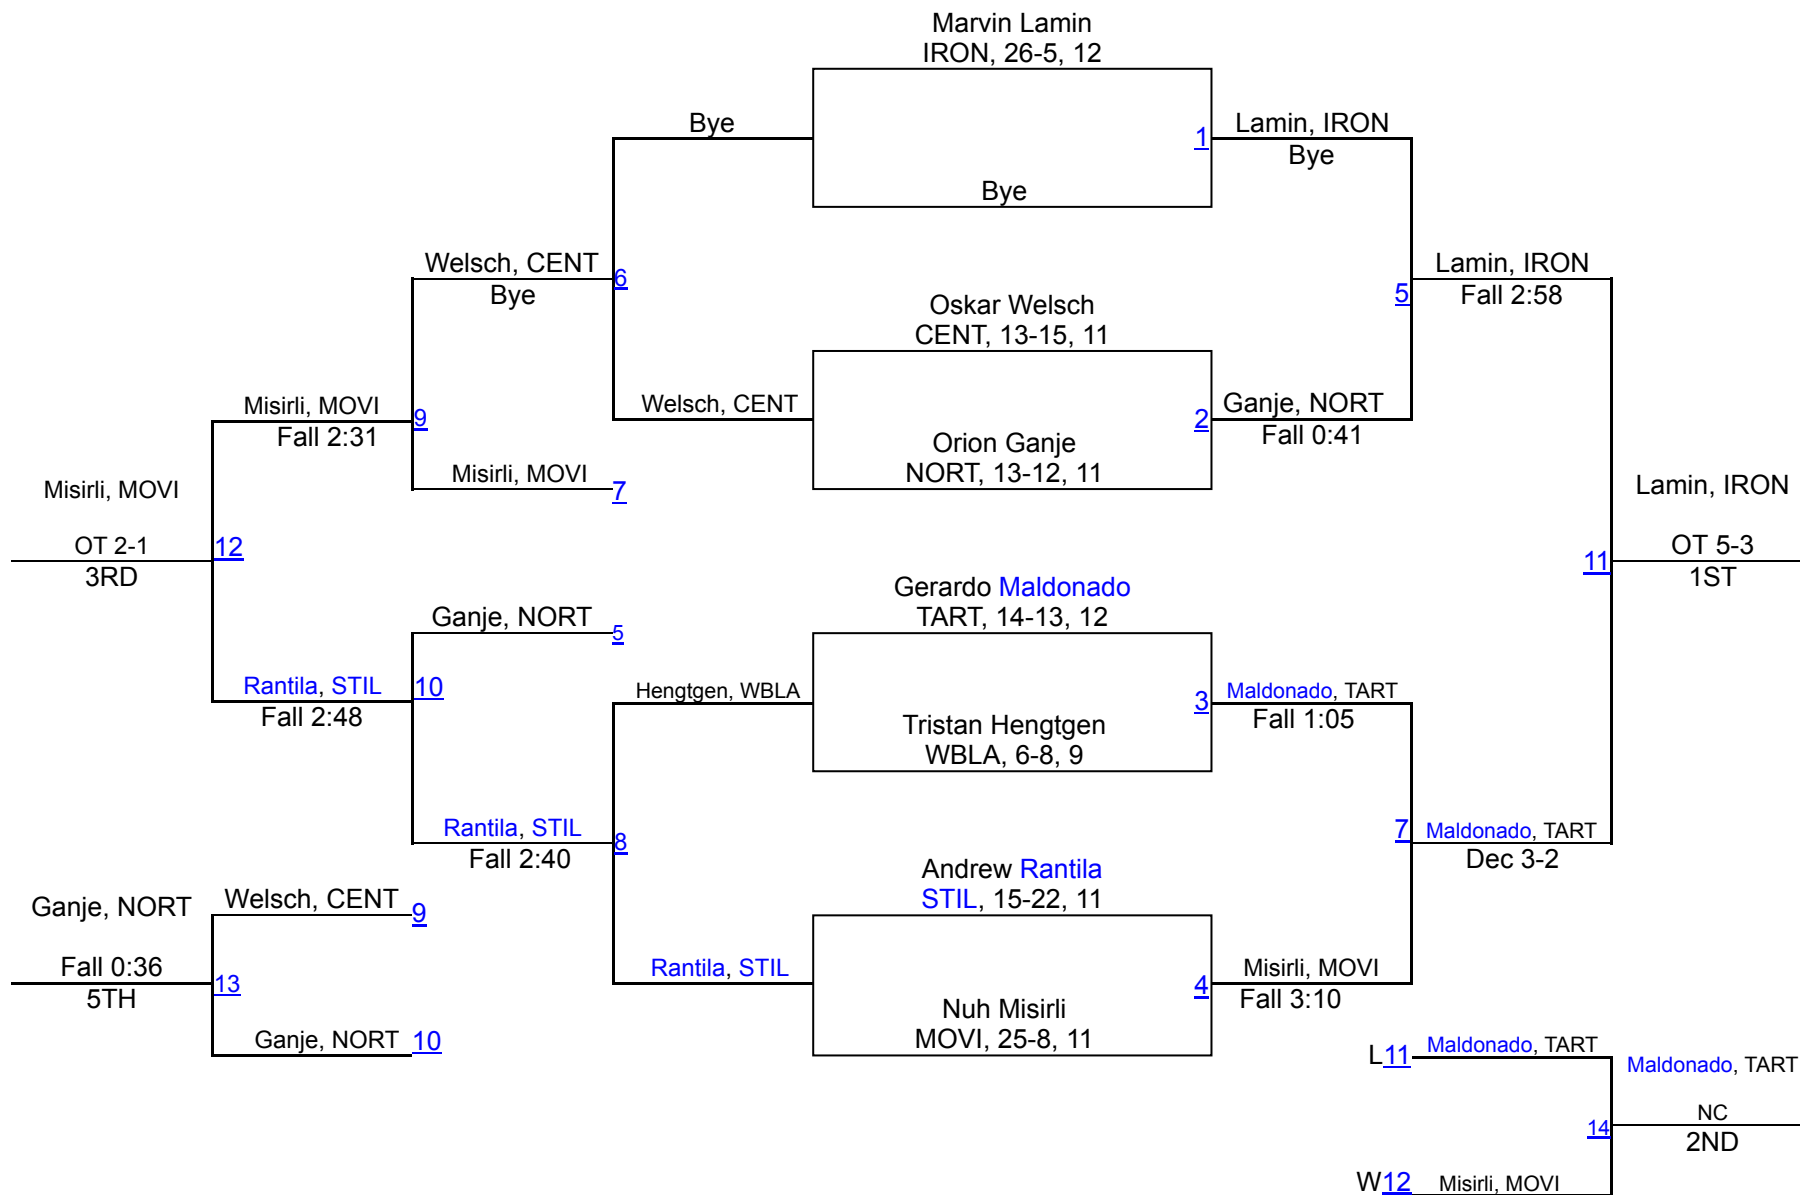 Marvin Lamin
IRON, 26-5, 12
Bye
1
Lamin, IRON
Bye
Bye
Welsch, CENT
6
Bye
Lamin, IRON
5
Fall 2:58
Oskar Welsch
CENT, 13-15, 11
Misirli, MOVI
9
Fall 2:31
Welsch, CENT
2
Ganje, NORT
Fall 0:41
Orion Ganje
NORT, 13-12, 11
Misirli, MOVI
7
Misirli, MOVI
Lamin, IRON
OT 2-1
12
3RD
11
OT 5-3
1ST
Gerardo Maldonado
TART, 14-13, 12
Ganje, NORT
5
Rantila, STIL
10
Fall 2:48
Hengtgen, WBLA
3
Maldonado, TART
Fall 1:05
Tristan Hengtgen
WBLA, 6-8, 9
Rantila, STIL
8
Fall 2:40
7
Maldonado, TART
Dec 3-2
Andrew Rantila
STIL, 15-22, 11
Ganje, NORT
Welsch, CENT
9
Fall 0:36
13
5TH
Rantila, STIL
4
Misirli, MOVI
Fall 3:10
Nuh Misirli
MOVI, 25-8, 11
Ganje, NORT
10
L11
Maldonado, TART
Maldonado, TART
NC
14
2ND
W12
Misirli, MOVI